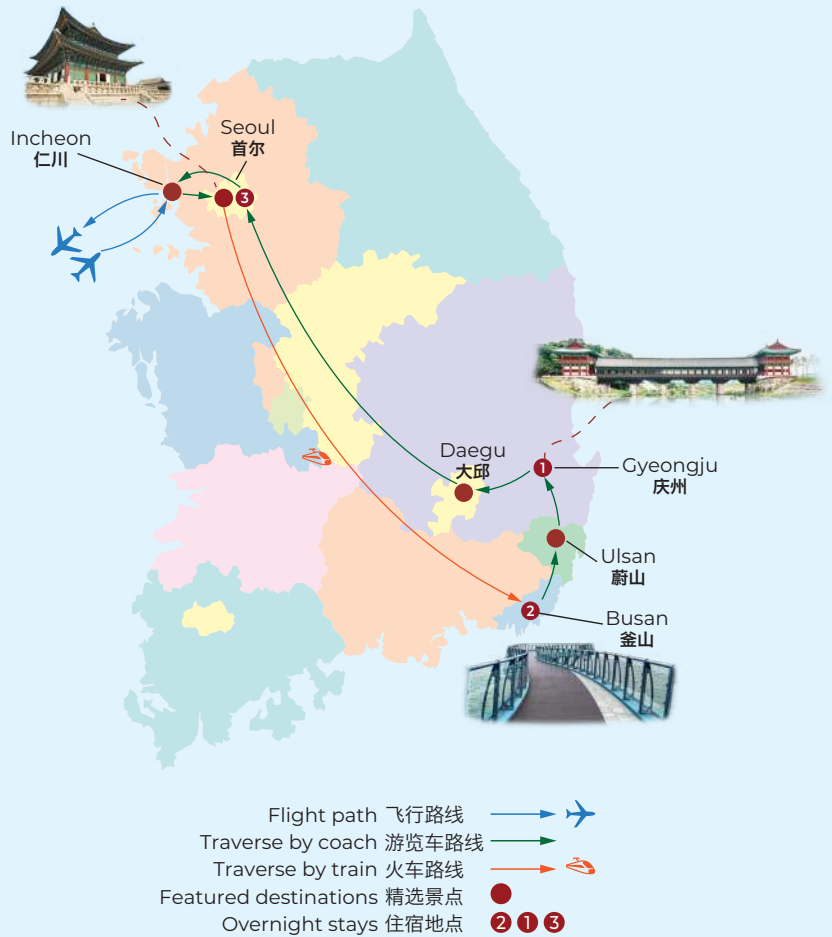 Seoul
首尔
Incheon
仁川
3
Daegu
大邱
1
Gyeongju
庆州
Ulsan
蔚山
2
Busan
釜山
Flight path 飞行路线
Traverse by coach 游览车路线
Traverse by train 火车路线
Featured destinations 精选景点
Overnight stays 住宿地点 2 1 3